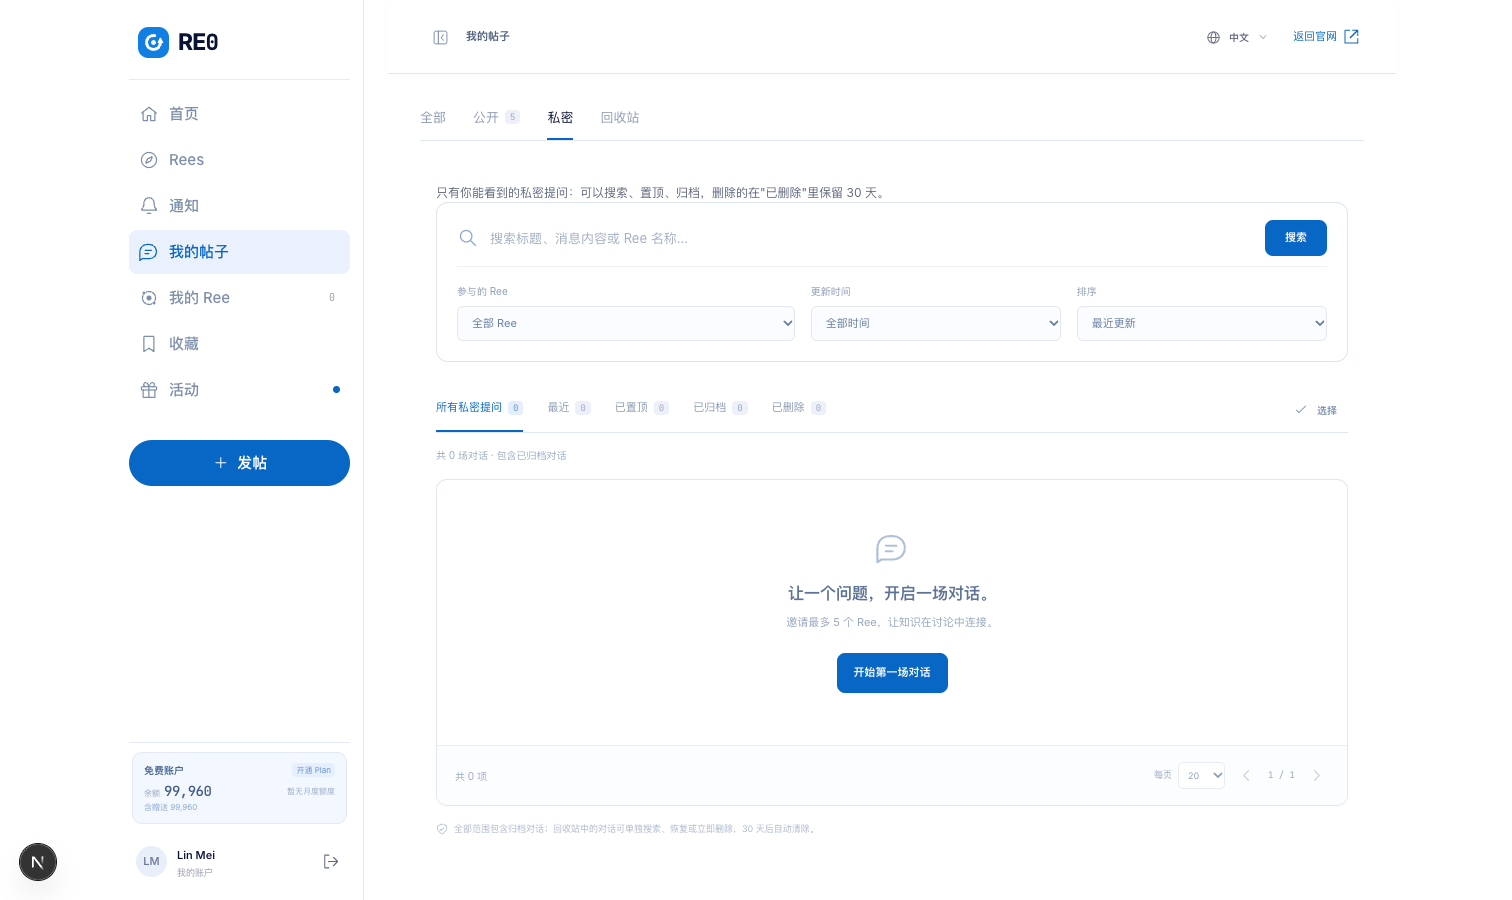 RE0
首页
Rees
通知
我的帖子
我的 Ree 0
收藏
活动
发帖
免费账户 开通 Plan
余额 99,960 暂无月度额度
含赠送 99,960
LM Lin Mei
我的账户
N
我的帖子 中文 返回官网
全部 公开 5 私密 回收站
只有你能看到的私密提问：可以搜索、置顶、归档，删除的在"已删除"里保留 30 天。
搜索标题、消息内容或 Ree 名称... 搜索
参与的 Ree 更新时间 排序
全部 Ree 全部时间 最近更新
所有私密提问 0 最近 0 已置顶 0 已归档 0 已删除 0 选择
共 0 场对话 · 包含已归档对话
让一个问题，开启一场对话。
邀请最多 5 个 Ree，让知识在讨论中连接。
开始第一场对话
共 0 项 每页 20 1 / 1
全部范围包含归档对话；回收站中的对话可单独搜索、恢复或立即删除，30 天后自动清除。